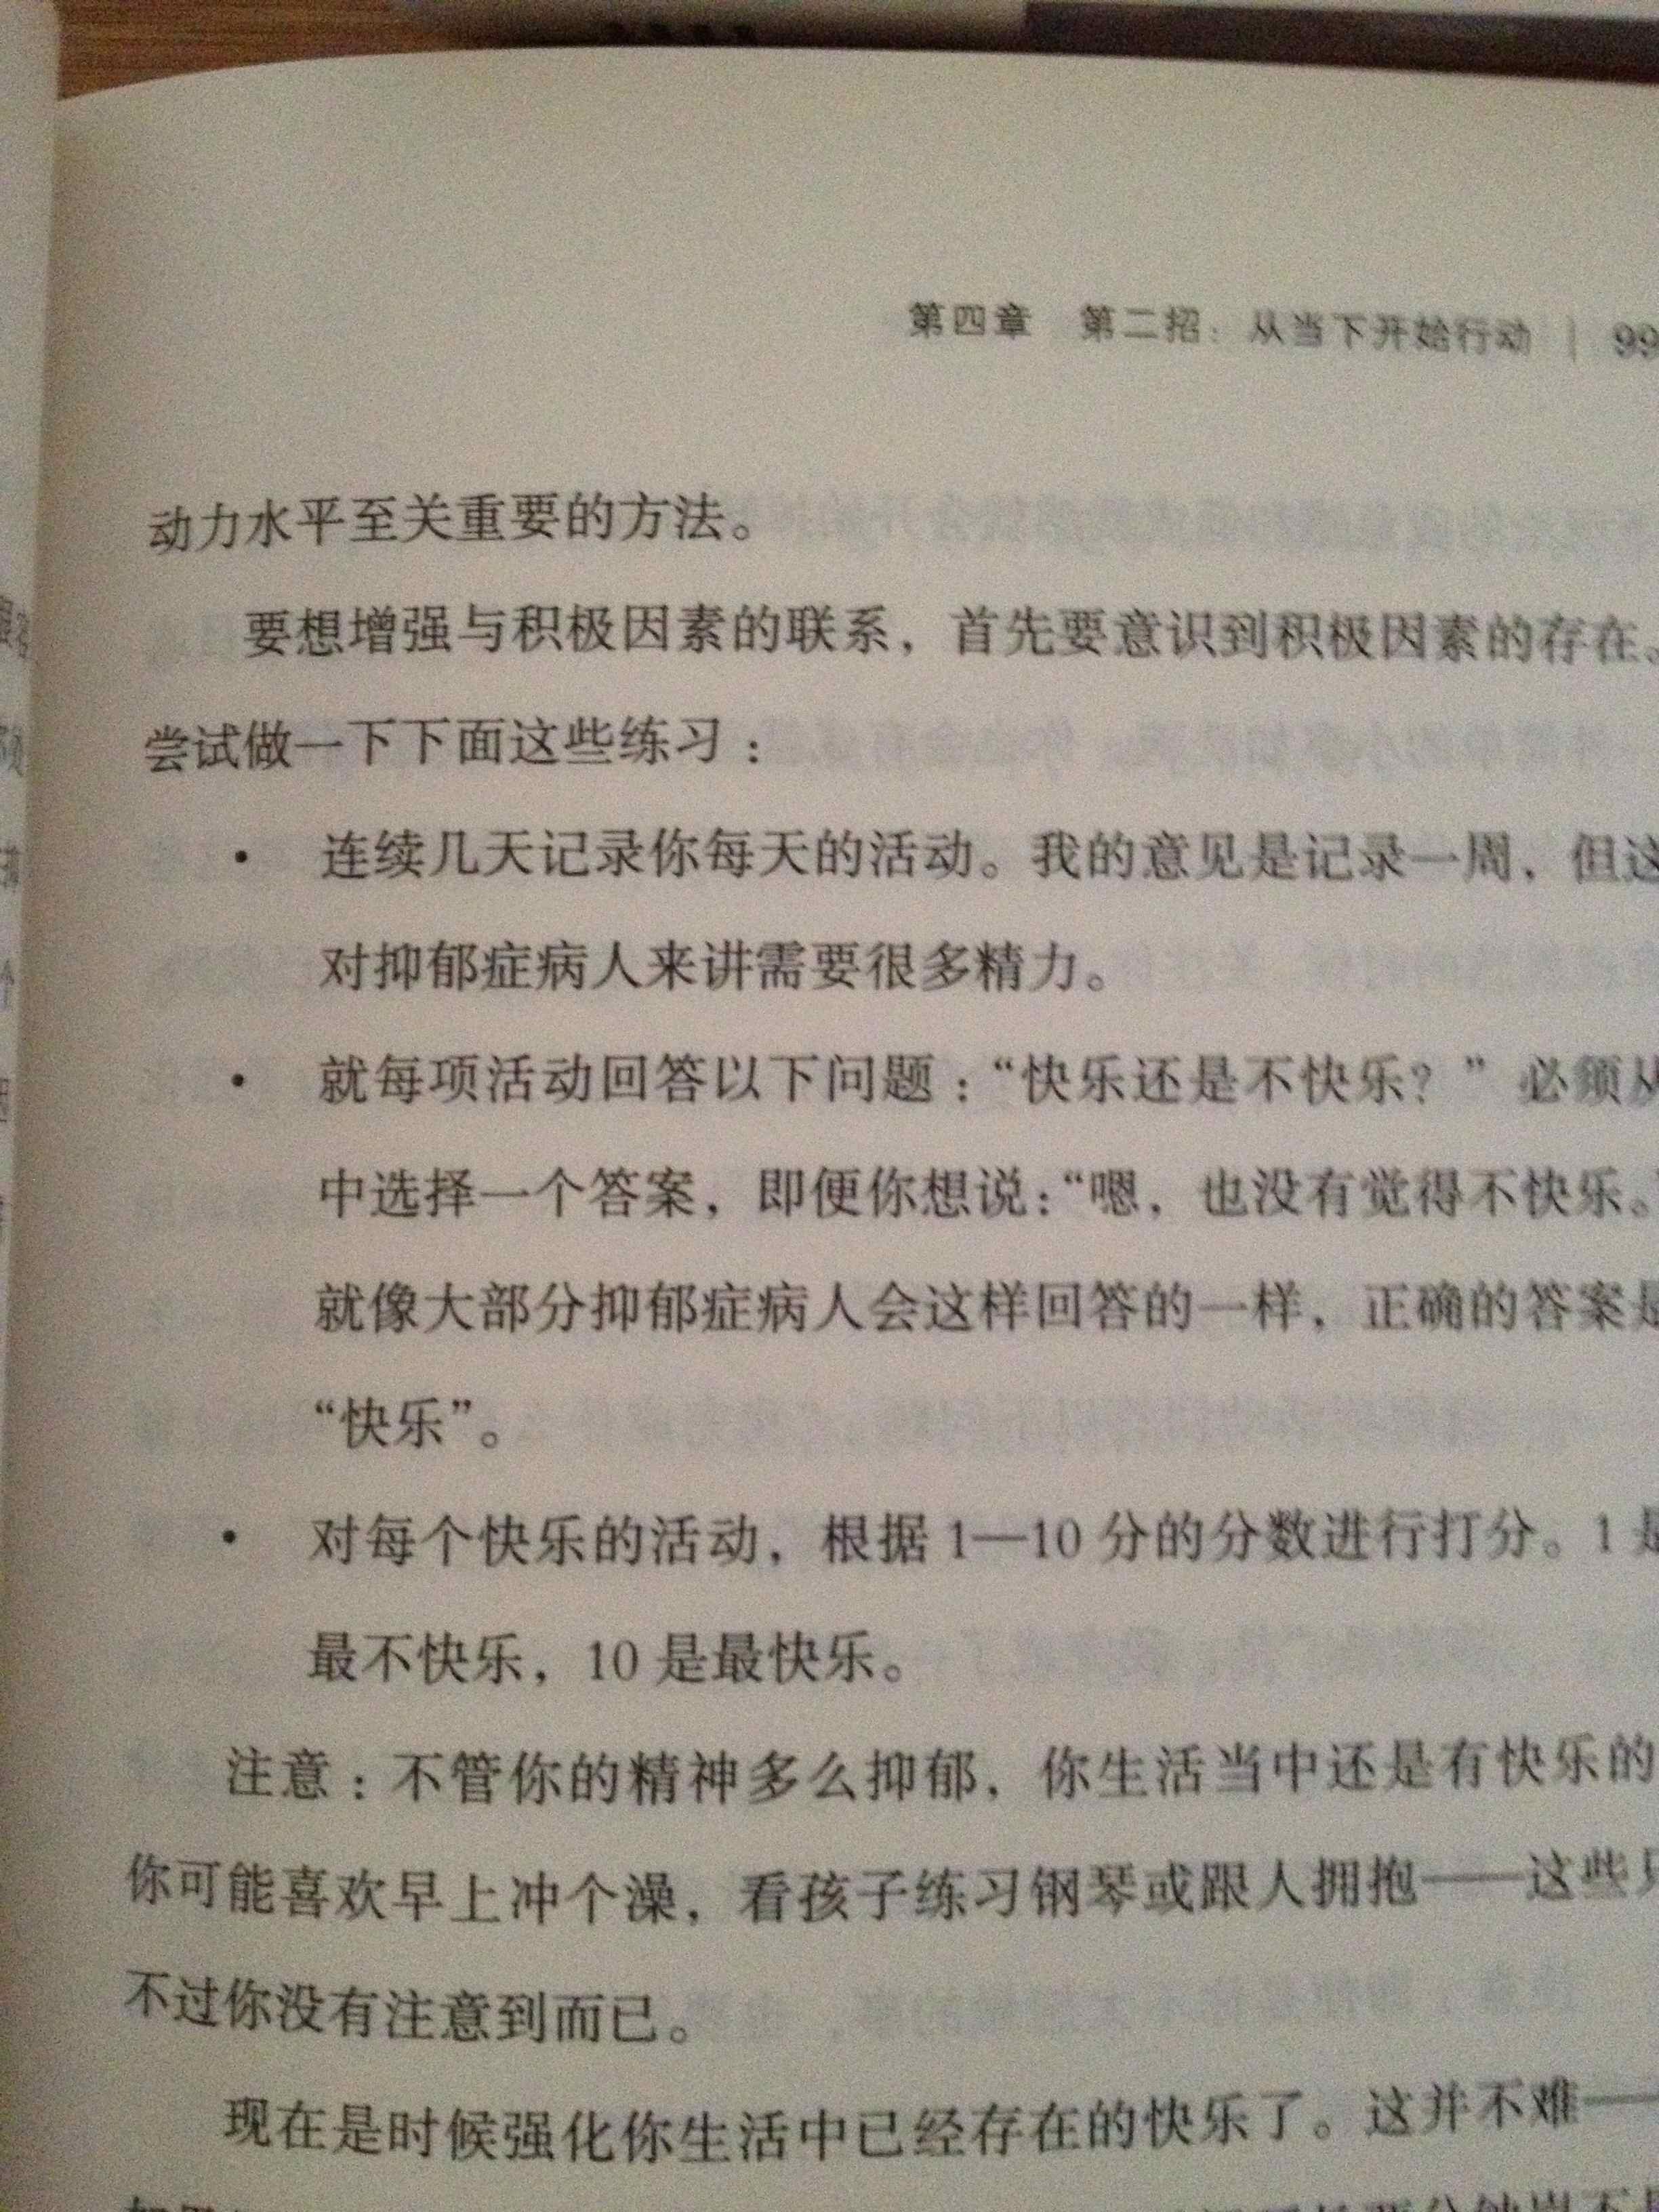 第四章 第二招：从当下开始行动 | 99
动力水平至关重要的方法。
要想增强与积极因素的联系，首先要意识到积极因素的存在。
尝试做一下下面这些练习：
• 连续几天记录你每天的活动。我的意见是记录一周，但这
对抑郁症病人来讲需要很多精力。
• 就每项活动回答以下问题：“快乐还是不快乐？”必须从
中选择一个答案，即便你想说：“嗯，也没有觉得不快乐。
就像大部分抑郁症病人会这样回答的一样，正确的答案是
“快乐”。
• 对每个快乐的活动，根据 1—10 分的分数进行打分。1 是
最不快乐，10 是最快乐。
注意：不管你的精神多么抑郁，你生活当中还是有快乐的
你可能喜欢早上冲个澡，看孩子练习钢琴或跟人拥抱——这些
不过你没有注意到而已。
现在是时候强化你生活中已经存在的快乐了。这并不难——